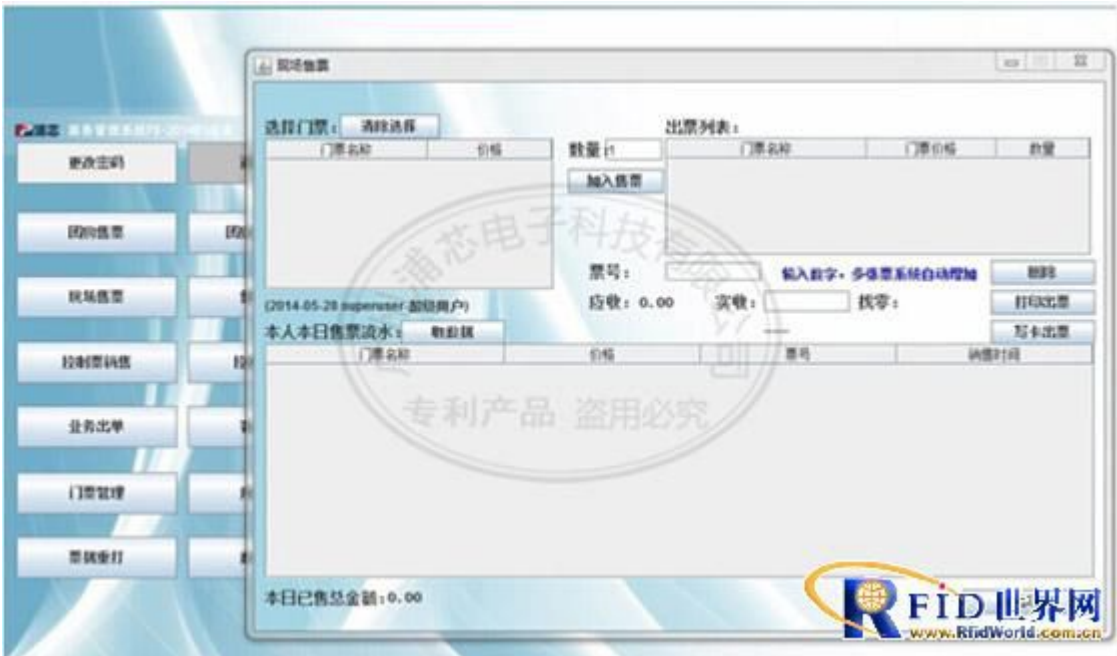 现场售票
浦芯
更改密码
团购售票
现场售票
控制票销售
业务出单
门票管理
票据重打
选择门票: 清除选择
门票名称 价格
数量:1
加入售票
出票列表:
门票名称 门票价格 数量
票号: 输入数字,多张票系统自动增加 删除
(2014-05-28 superuser 超级用户)
应收: 0.00 实收: 找零: 打印出票
本人本日售票流水: 写卡出票
门票名称 价格 票号 销售时间
浦芯电子科技有限公司
专利产品 盗用必究
本日已售总金额:0.00
RFID世界网
www.RfidWorld.com.cn